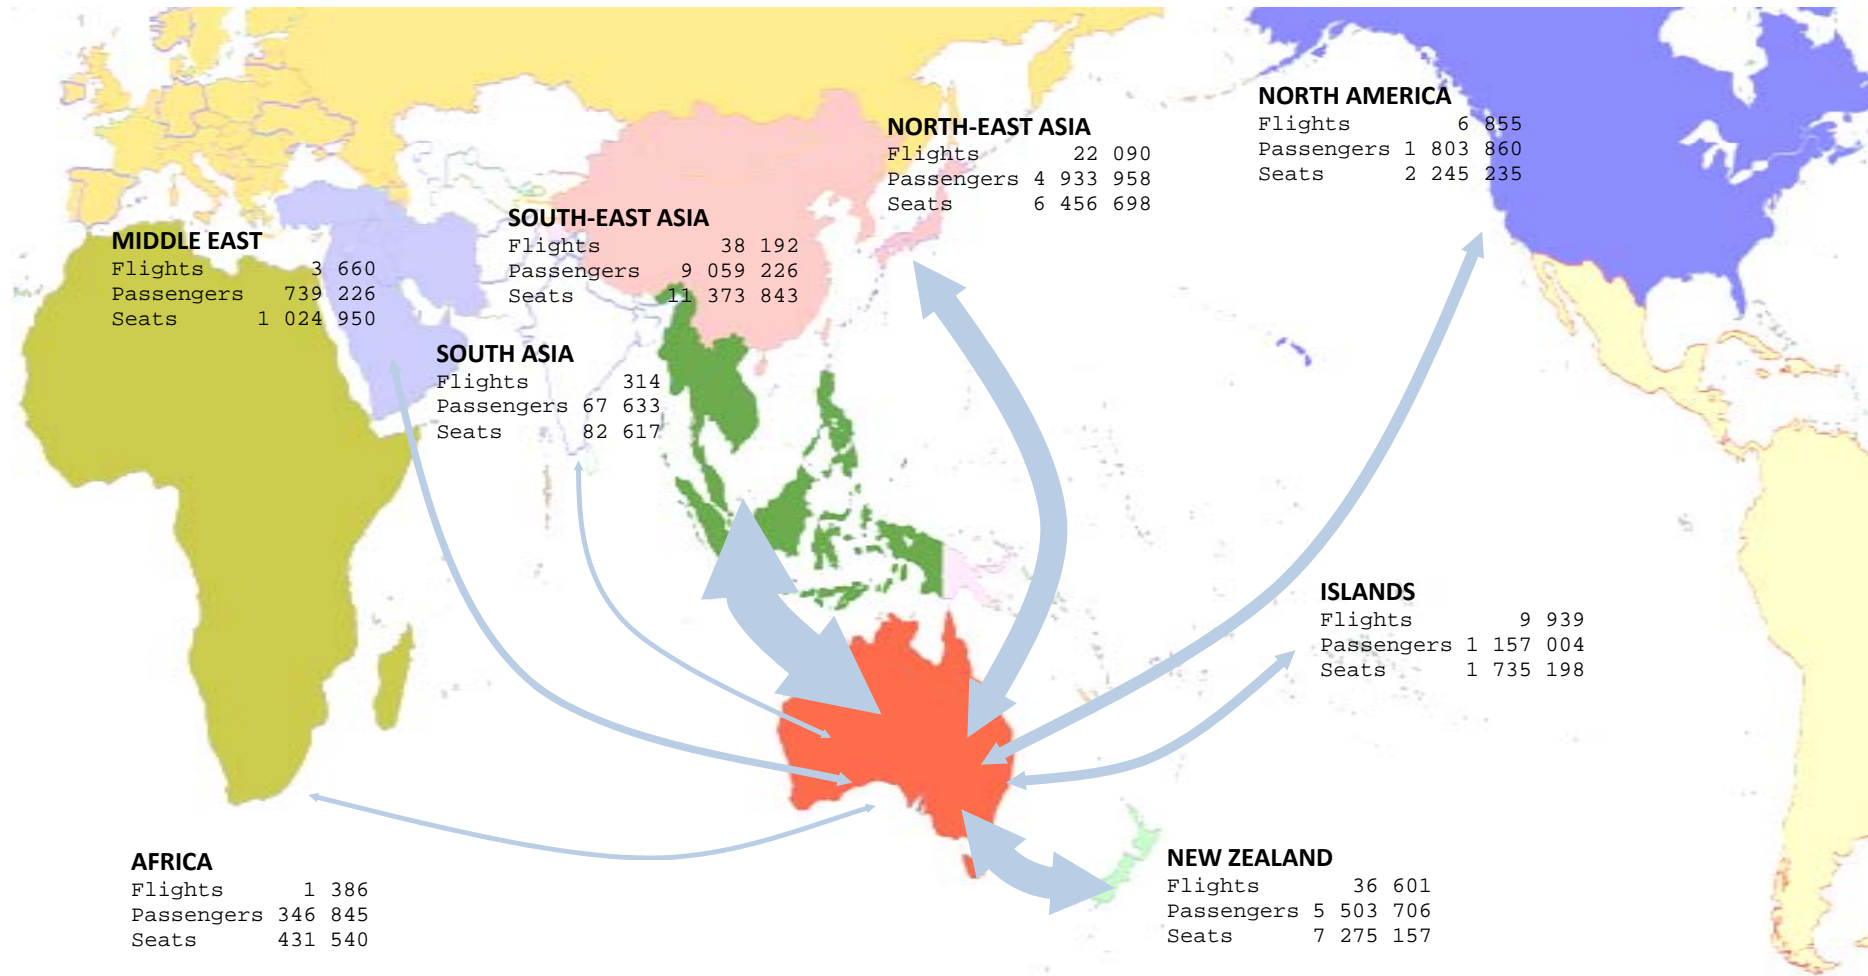 NORTH AMERICA
Flights 6 855
Passengers 1 803 860
Seats 2 245 235
NORTH-EAST ASIA
Flights 22 090
Passengers 4 933 958
Seats 6 456 698
SOUTH-EAST ASIA
Flights 38 192
Passengers 9 059 226
Seats 11 373 843
MIDDLE EAST
Flights 3 660
Passengers 739 226
Seats 1 024 950
SOUTH ASIA
Flights 314
Passengers 67 633
Seats 82 617
ISLANDS
Flights 9 939
Passengers 1 157 004
Seats 1 735 198
AFRICA
Flights 1 386
Passengers 346 845
Seats 431 540
NEW ZEALAND
Flights 36 601
Passengers 5 503 706
Seats 7 275 157